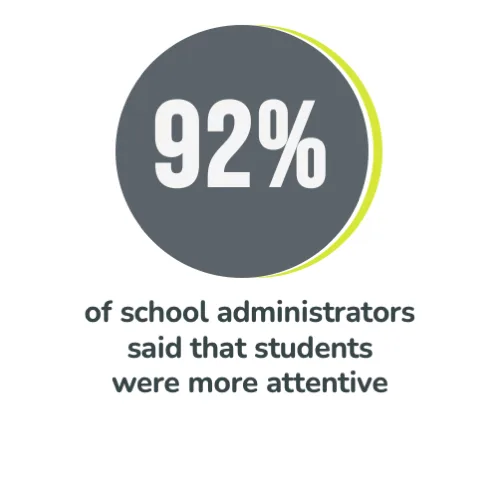 92%
of school administrators
said that students
were more attentive